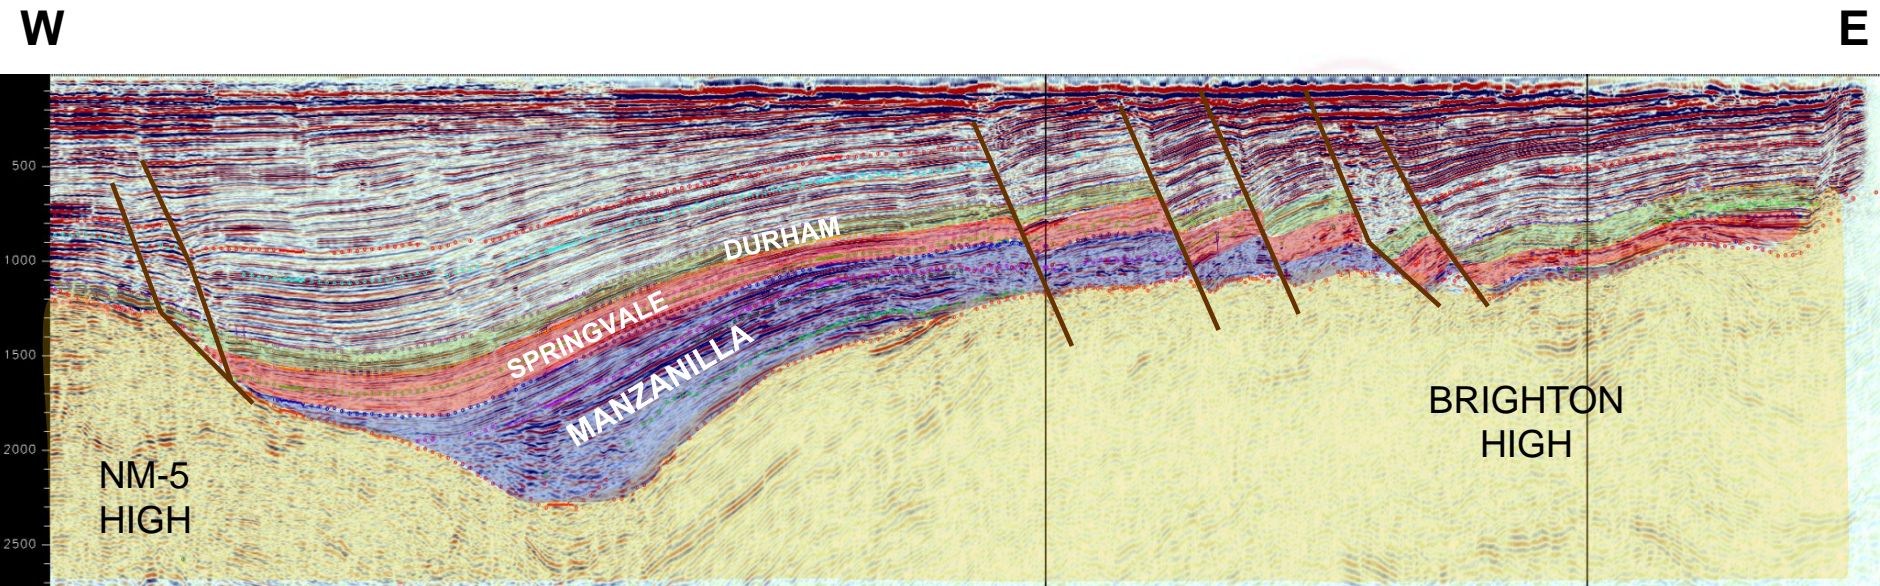 W
E
500
1000
1500
2000
2500
DURHAM
SPRINGVALE
MANZANILLA
NM-5
HIGH
BRIGHTON
HIGH